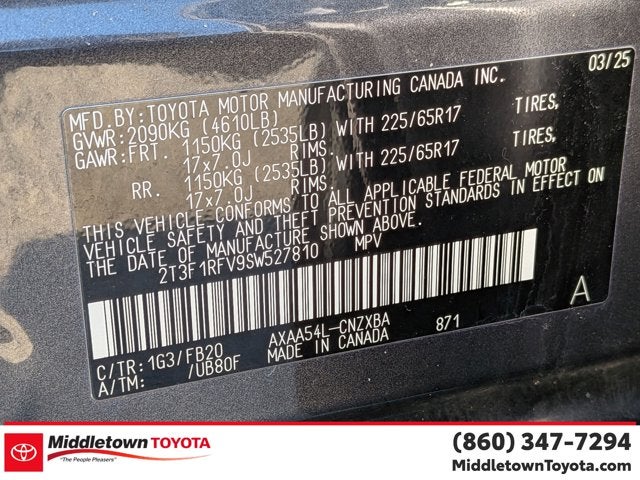 03/25
MFD.BY:TOYOTA MOTOR MANUFACTURING CANADA INC.
GVWR:2090KG (4610LB)
GAWR:FRT. 1150KG (2535LB) WITH 225/65R17 TIRES,
17x7.0J RIMS.
RR. 1150KG (2535LB) WITH 225/65R17 TIRES,
17x7.0J RIMS.
THIS VEHICLE CONFORMS TO ALL APPLICABLE FEDERAL MOTOR
VEHICLE SAFETY AND THEFT PREVENTION STANDARDS IN EFFECT ON
THE DATE OF MANUFACTURE SHOWN ABOVE.
2T3F1RFV9SW527810 MPV
A
C/TR: 1G3/FB20 AXAA54L-CNZXBA 871
A/TM: /UB80F MADE IN CANADA
Middletown TOYOTA
"The People Pleasers"
(860) 347-7294
MiddletownToyota.com